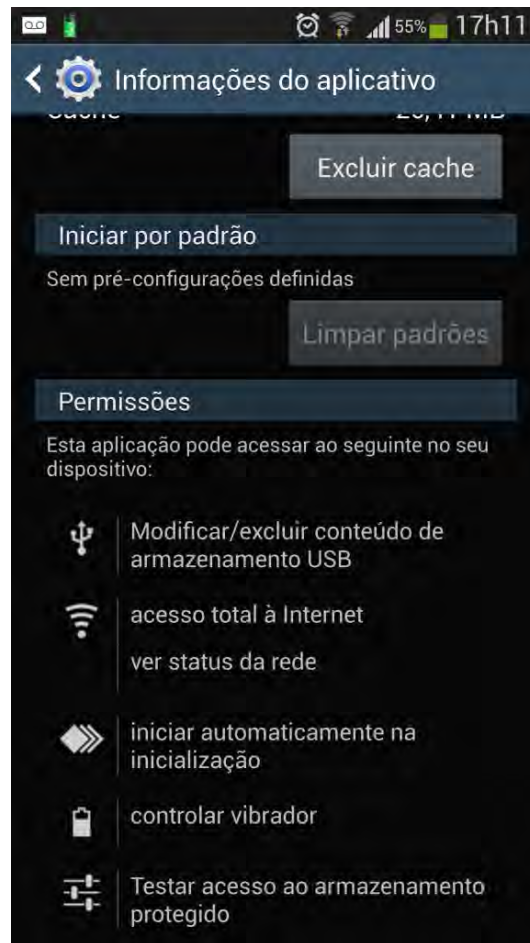 55% 17h11
Informações do aplicativo
Cache
Excluir cache
Iniciar por padrão
Sem pré-configurações definidas
Limpar padrões
Permissões
Esta aplicação pode acessar ao seguinte no seu
dispositivo:
Modificar/excluir conteúdo de
armazenamento USB
acesso total à Internet
ver status da rede
iniciar automaticamente na
inicialização
controlar vibrador
Testar acesso ao armazenamento
protegido